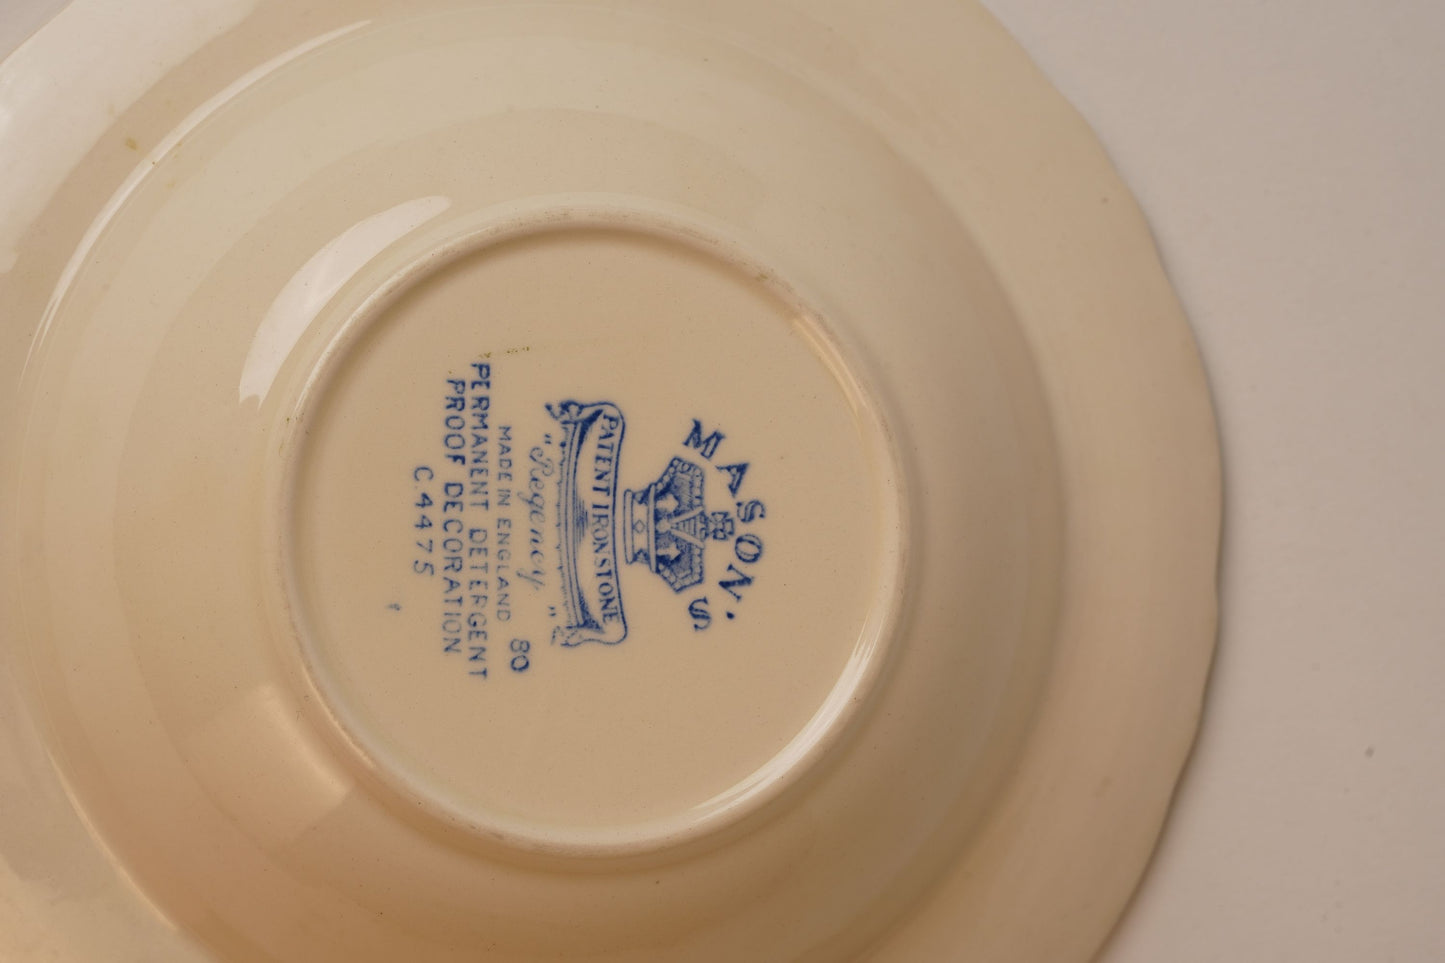 MASON'S
PATENT IRONSTONE
"Regency"
MADE IN ENGLAND 80
PERMANENT DETERGENT
PROOF DECORATION
C.4475